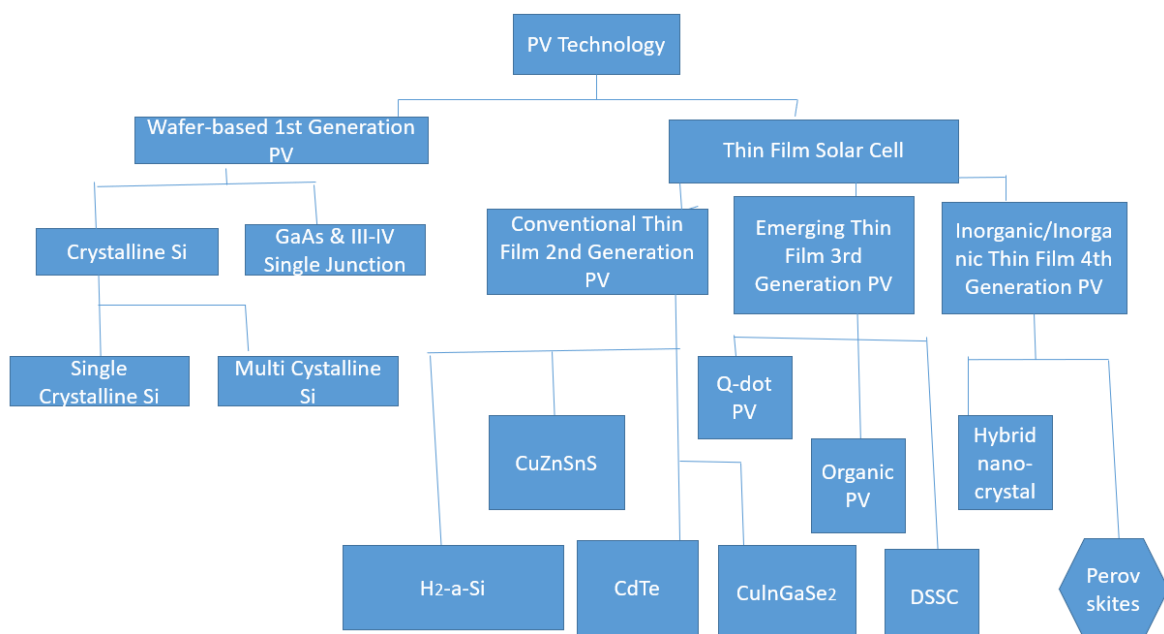 PV Technology
Wafer-based 1st Generation
PV
Thin Film Solar Cell
Crystalline Si
GaAs & III-IV
Single Junction
Conventional Thin
Film 2nd Generation
PV
Emerging Thin
Film 3rd
Generation PV
Inorganic/Inorga
nic Thin Film 4th
Generation PV
Single
Crystalline Si
Multi Cystalline
Si
Q-dot
PV
CuZnSnS
Organic
PV
Hybrid
nano-
crystal
H2-a-Si
CdTe
CuInGaSe2
DSSC
Perov
skites